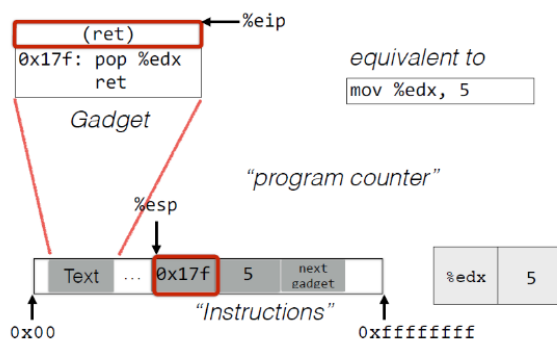 (ret)
%eip
0x17f: pop %edx
ret
equivalent to
mov %edx, 5
Gadget
“program counter”
%esp
Text ... 0x17f 5 next gadget
%edx 5
“Instructions”
0x00
0xffffffff